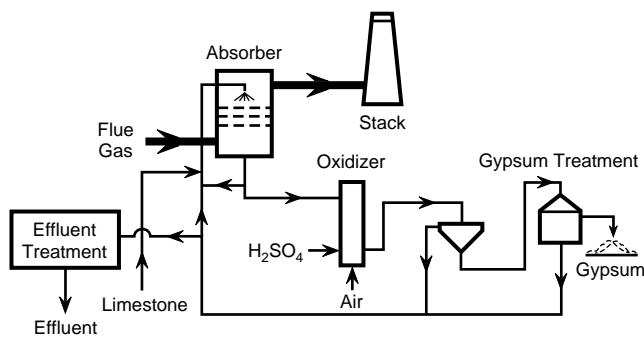 Absorber
Stack
Flue
Gas
Oxidizer
Gypsum Treatment
Effluent
Treatment
H₂SO₄
Gypsum
Limestone
Air
Effluent